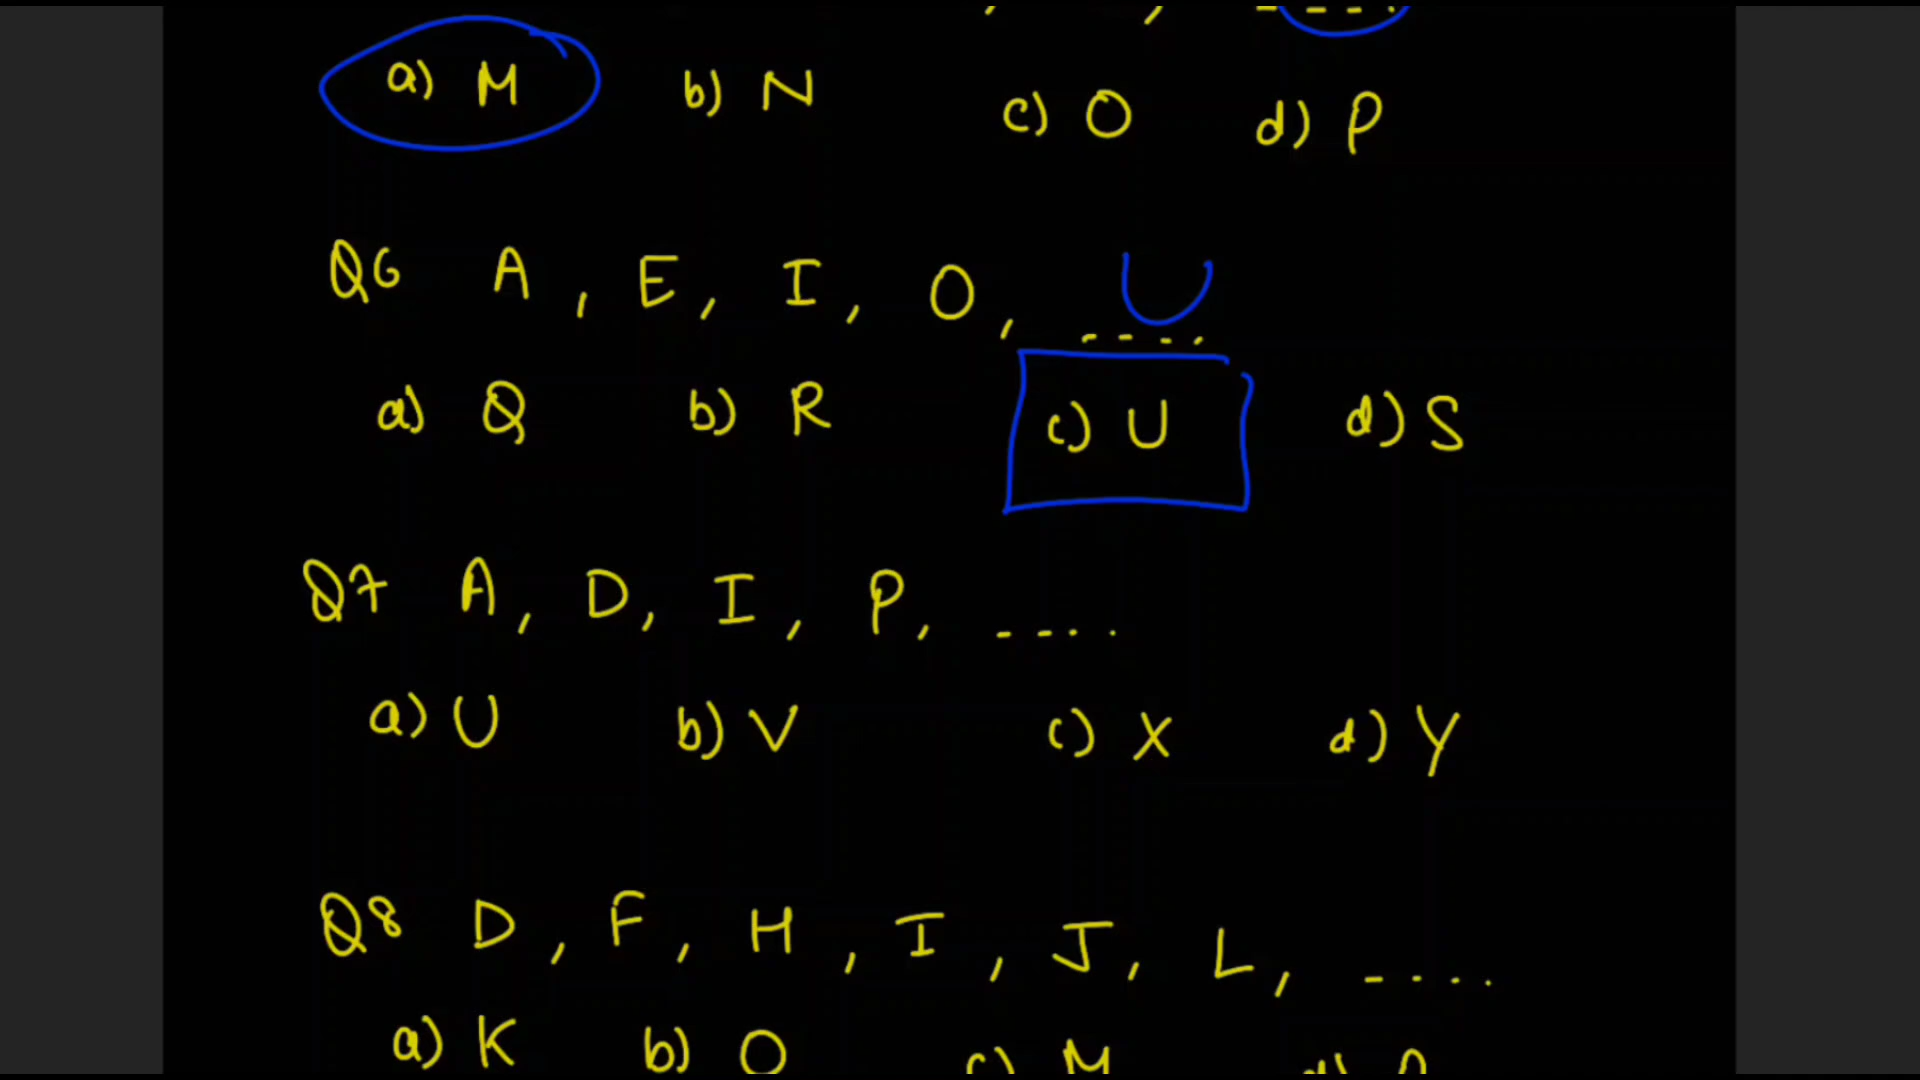 a) M b) N c) O d) P
Q6 A, E, I, O, U ....
a) Q b) R c) U d) S
Q7 A, D, I, P, ....
a) U b) V c) X d) Y
Q8 D, F, H, I, J, L, ....
a) K b) O c) M